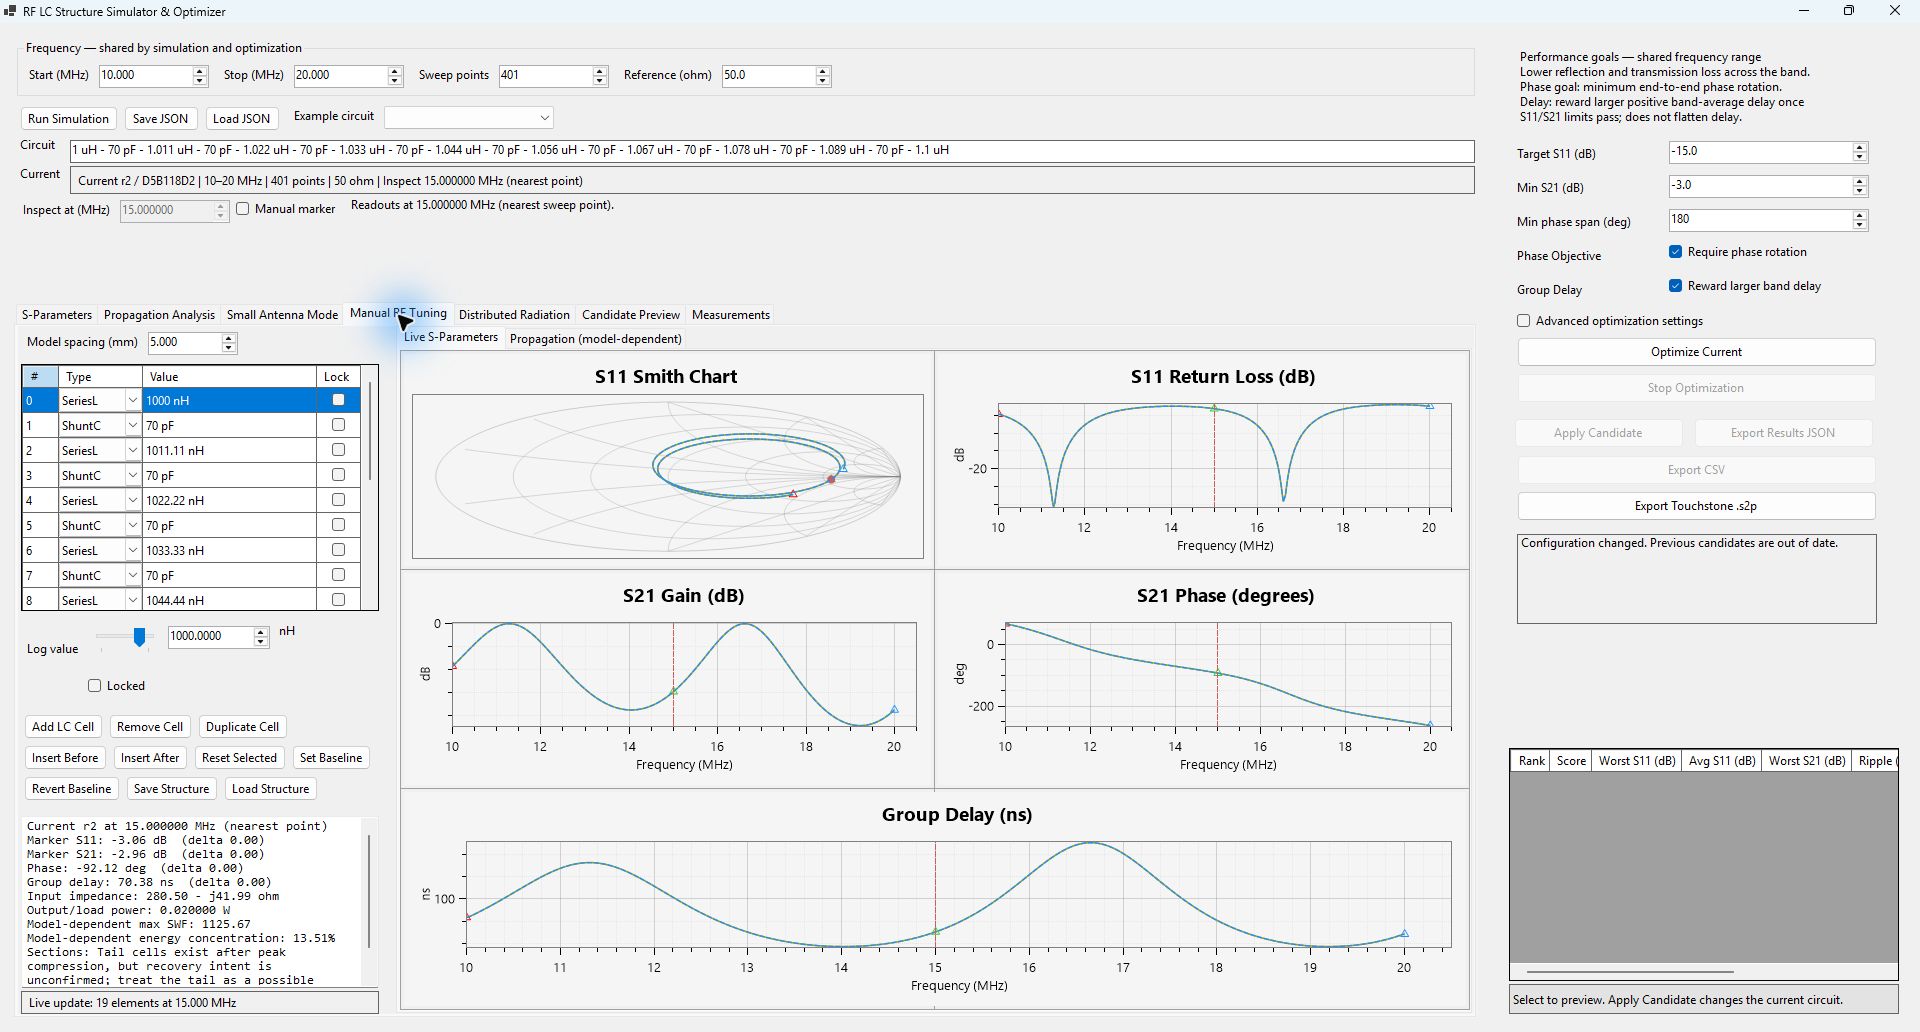 RF LC Structure Simulator & Optimizer
Frequency — shared by simulation and optimization
Start (MHz) 10.000 Stop (MHz) 20.000 Sweep points 401 Reference (ohm) 50.0
Run Simulation Save JSON Load JSON Example circuit
Circuit 1 uH - 70 pF - 1.011 uH - 70 pF - 1.022 uH - 70 pF - 1.033 uH - 70 pF - 1.044 uH - 70 pF - 1.056 uH - 70 pF - 1.067 uH - 70 pF - 1.078 uH - 70 pF - 1.089 uH - 70 pF - 1.1 uH
Current Current r2 / D5B118D2 | 10–20 MHz | 401 points | 50 ohm | Inspect 15.000000 MHz (nearest point)
Inspect at (MHz) 15.000000 Manual marker Readouts at 15.000000 MHz (nearest sweep point).
S-Parameters Propagation Analysis Small Antenna Mode Manual RF Tuning Distributed Radiation Candidate Preview Measurements
Model spacing (mm) 5.000
# Type Value Lock
0 SeriesL 1000 nH
1 ShuntC 70 pF
2 SeriesL 1011.11 nH
3 ShuntC 70 pF
4 SeriesL 1022.22 nH
5 ShuntC 70 pF
6 SeriesL 1033.33 nH
7 ShuntC 70 pF
8 SeriesL 1044.44 nH
Log value 1000.0000 nH
Locked
Add LC Cell Remove Cell Duplicate Cell
Insert Before Insert After Reset Selected Set Baseline
Revert Baseline Save Structure Load Structure
Current r2 at 15.000000 MHz (nearest point)
Marker S11: -3.06 dB (delta 0.00)
Marker S21: -2.96 dB (delta 0.00)
Phase: -92.12 deg (delta 0.00)
Group delay: 70.38 ns (delta 0.00)
Input impedance: 280.50 - j41.99 ohm
Output/load power: 0.020000 W
Model-dependent max SWF: 1125.67
Model-dependent energy concentration: 13.51%
Sections: Tail cells exist after peak
compression, but recovery intent is
unconfirmed; treat the tail as a possible
Live update: 19 elements at 15.000 MHz
Live S-Parameters Propagation (model-dependent)
S11 Smith Chart
S11 Return Loss (dB)
dB
-20
10 12 14 16 18 20
Frequency (MHz)
S21 Gain (dB)
0
dB
10 12 14 16 18 20
Frequency (MHz)
S21 Phase (degrees)
0
deg
-200
10 12 14 16 18 20
Frequency (MHz)
Group Delay (ns)
ns
100
10 11 12 13 14 15 16 17 18 19 20
Frequency (MHz)
Performance goals — shared frequency range
Lower reflection and transmission loss across the band.
Phase goal: minimum end-to-end phase rotation.
Delay: reward larger positive band-average delay once
S11/S21 limits pass; does not flatten delay.
Target S11 (dB) -15.0
Min S21 (dB) -3.0
Min phase span (deg) 180
Phase Objective Require phase rotation
Group Delay Reward larger band delay
Advanced optimization settings
Optimize Current
Stop Optimization
Apply Candidate Export Results JSON
Export CSV
Export Touchstone .s2p
Configuration changed. Previous candidates are out of date.
Rank Score Worst S11 (dB) Avg S11 (dB) Worst S21 (dB) Ripple (
Select to preview. Apply Candidate changes the current circuit.